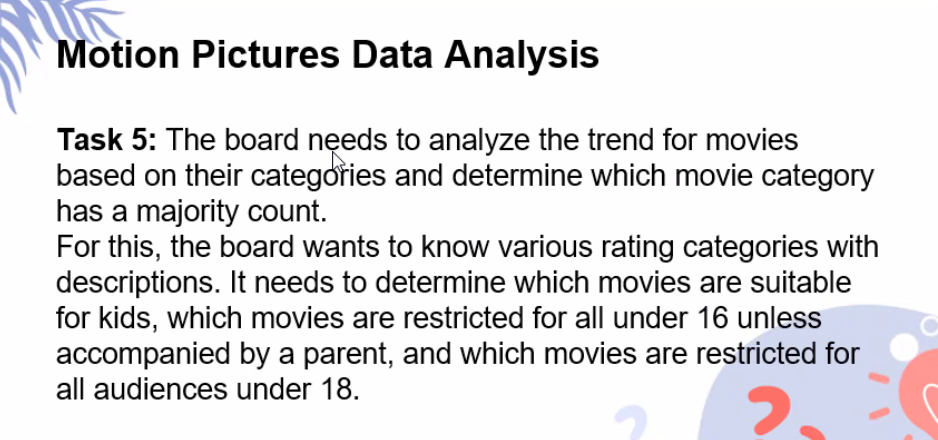 Motion Pictures Data Analysis
Task 5: The board needs to analyze the trend for movies
based on their categories and determine which movie category
has a majority count.
For this, the board wants to know various rating categories with
descriptions. It needs to determine which movies are suitable
for kids, which movies are restricted for all under 16 unless
accompanied by a parent, and which movies are restricted for
all audiences under 18.